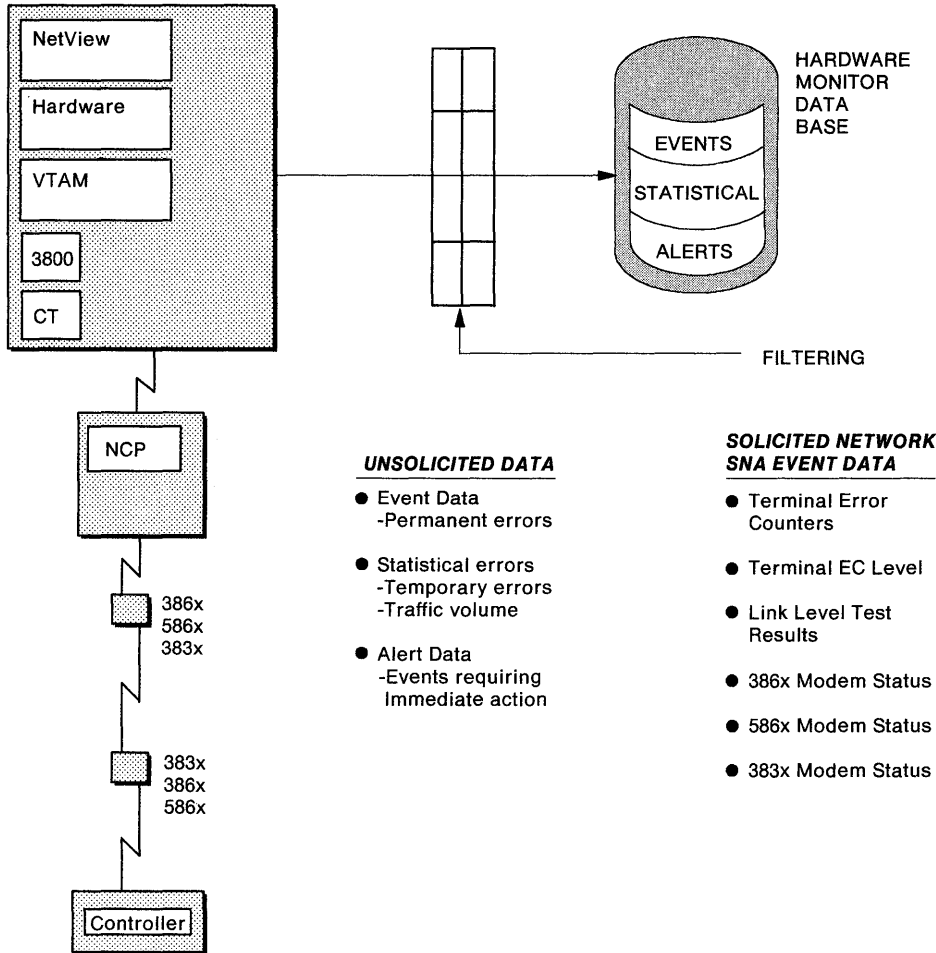 NetView
Hardware
VTAM
3800
CT
HARDWARE
MONITOR
DATA
BASE
EVENTS
STATISTICAL
ALERTS
FILTERING
NCP
386x
586x
383x
383x
386x
586x
Controller
UNSOLICITED DATA
● Event Data
-Permanent errors
● Statistical errors
-Temporary errors
-Traffic volume
● Alert Data
-Events requiring
Immediate action
SOLICITED NETWORK
SNA EVENT DATA
● Terminal Error
Counters
● Terminal EC Level
● Link Level Test
Results
● 386x Modem Status
● 586x Modem Status
● 383x Modem Status